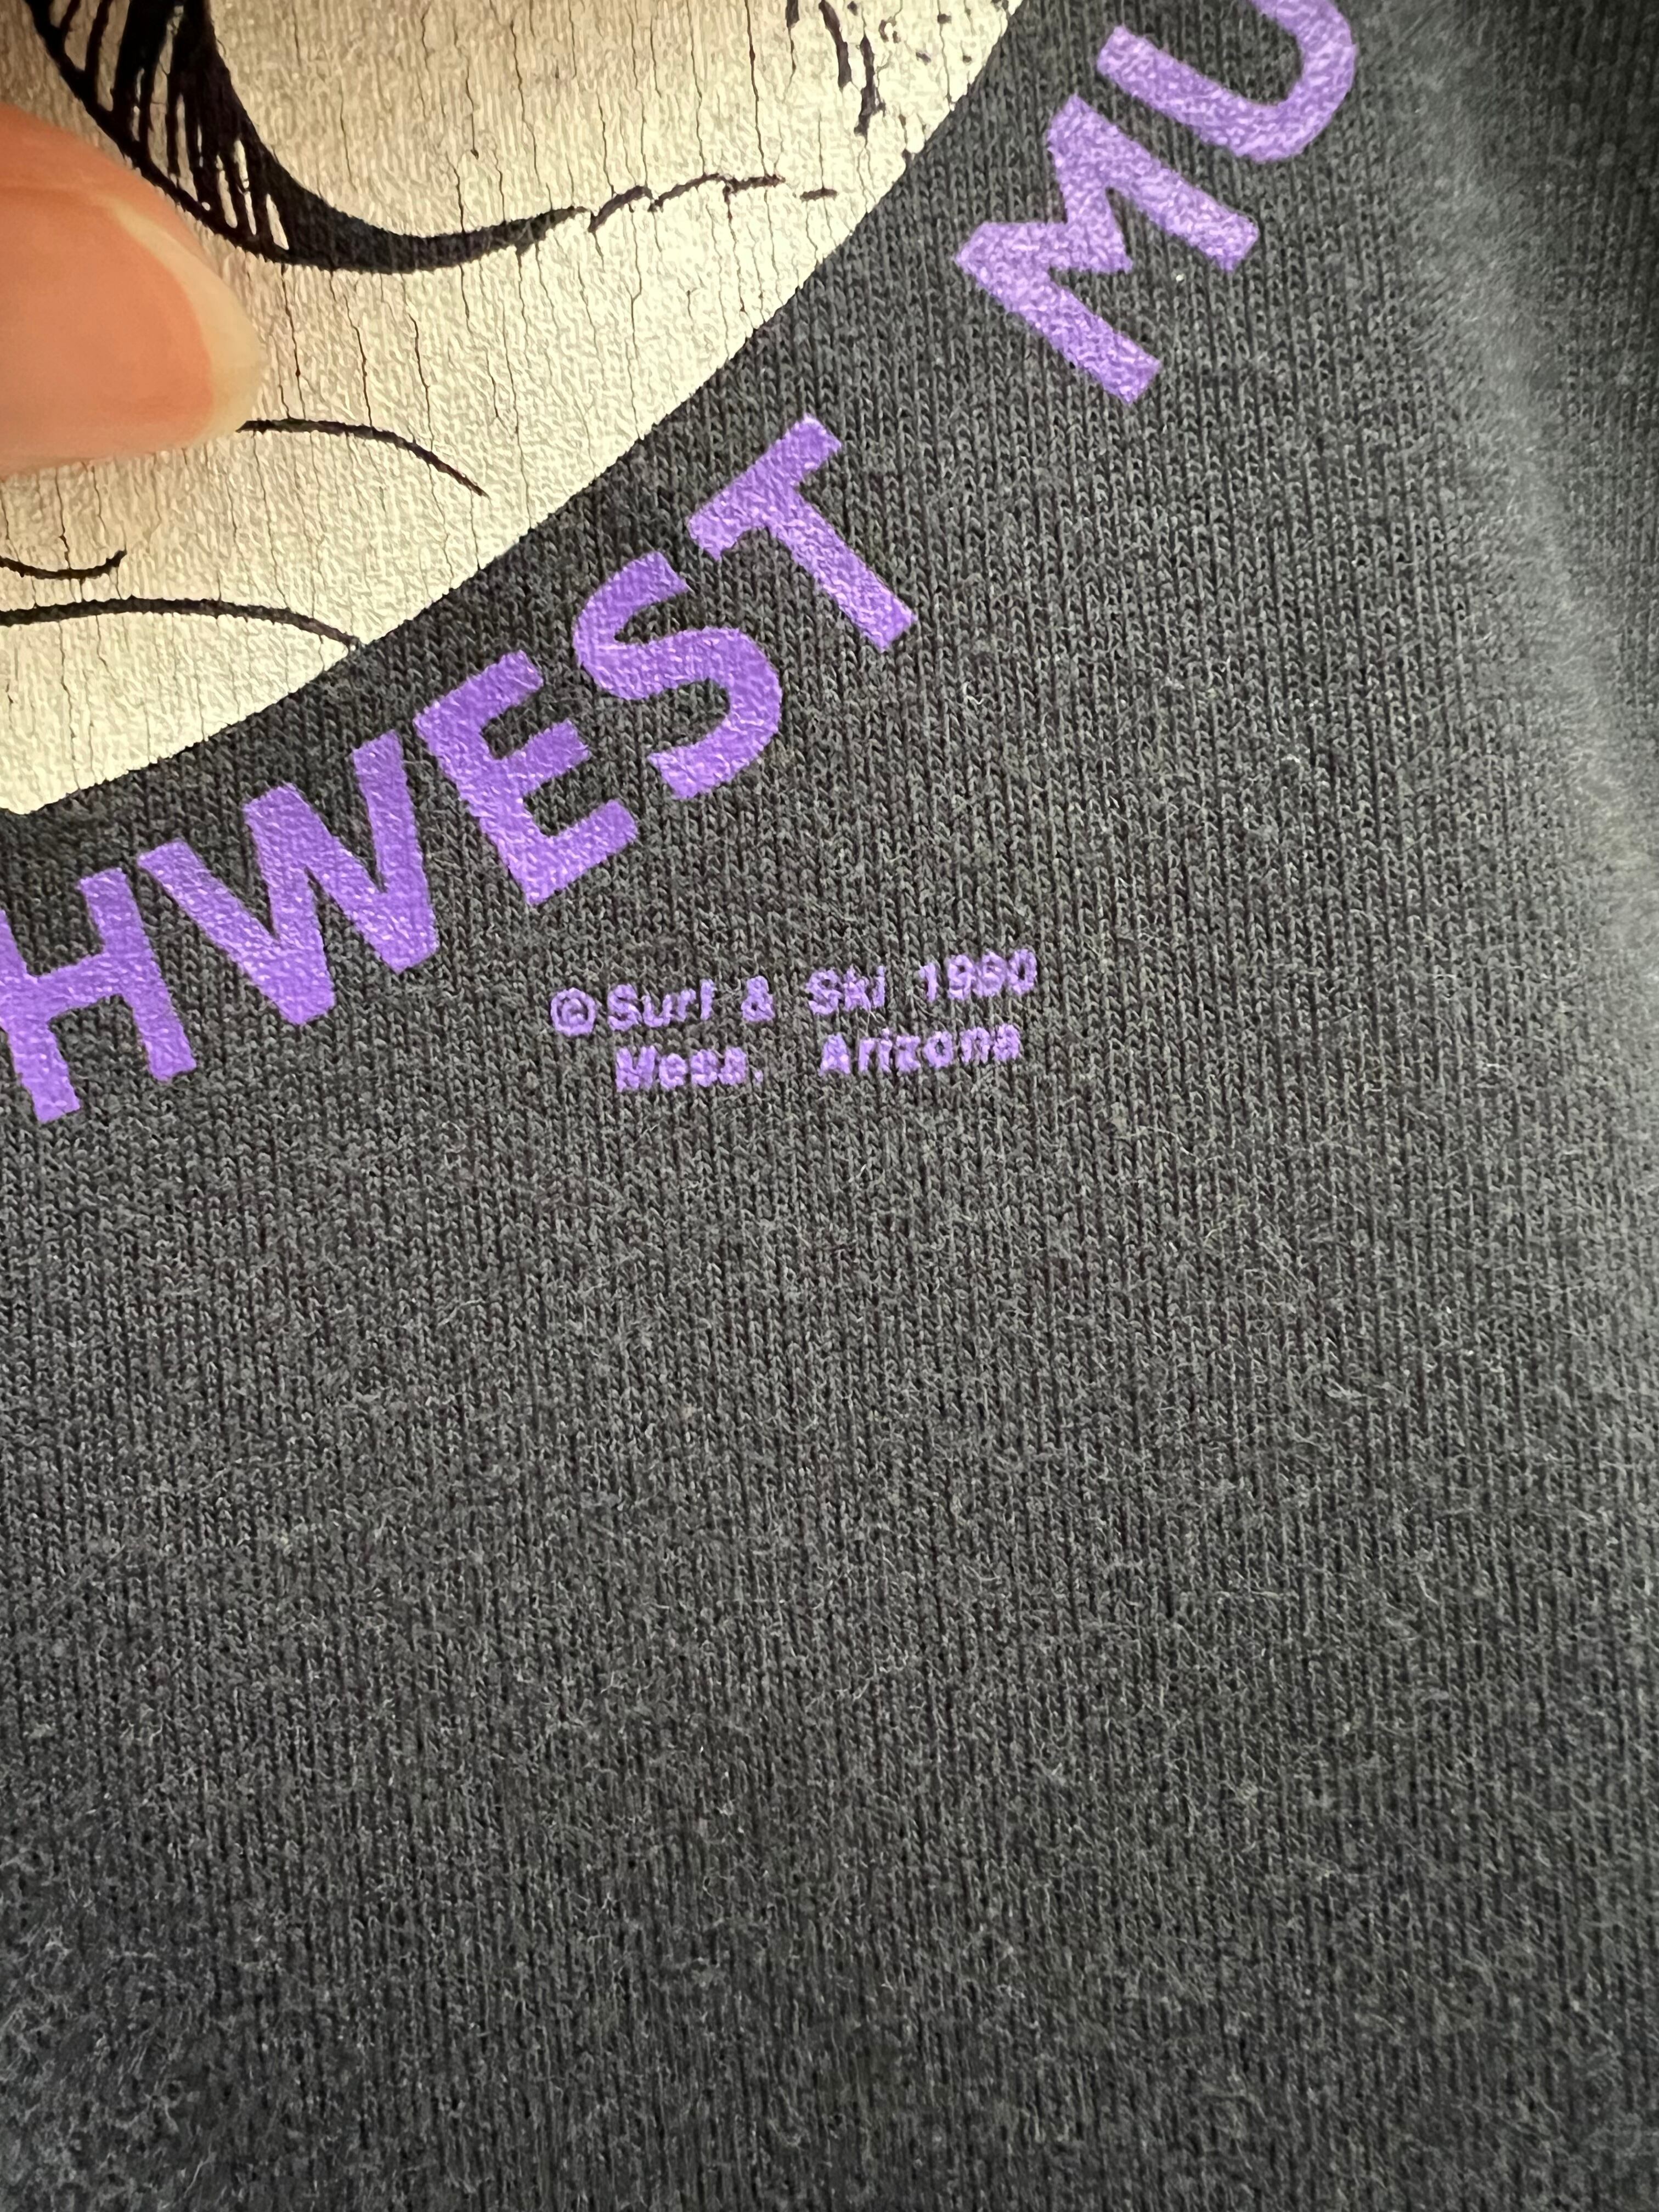 HWEST MU
©Surf & Ski 1990
Mesa, Arizona